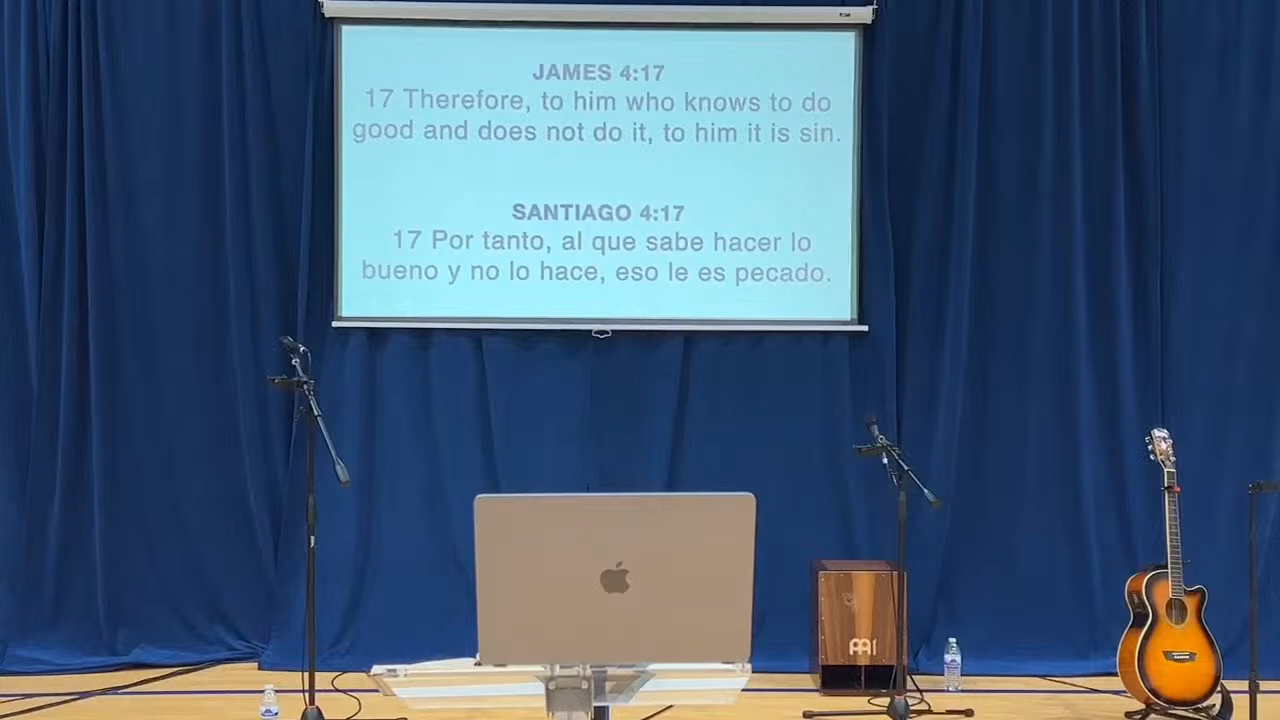 JAMES 4:17
17 Therefore, to him who knows to do
good and does not do it, to him it is sin.
SANTIAGO 4:17
17 Por tanto, al que sabe hacer lo
bueno y no lo hace, eso le es pecado.